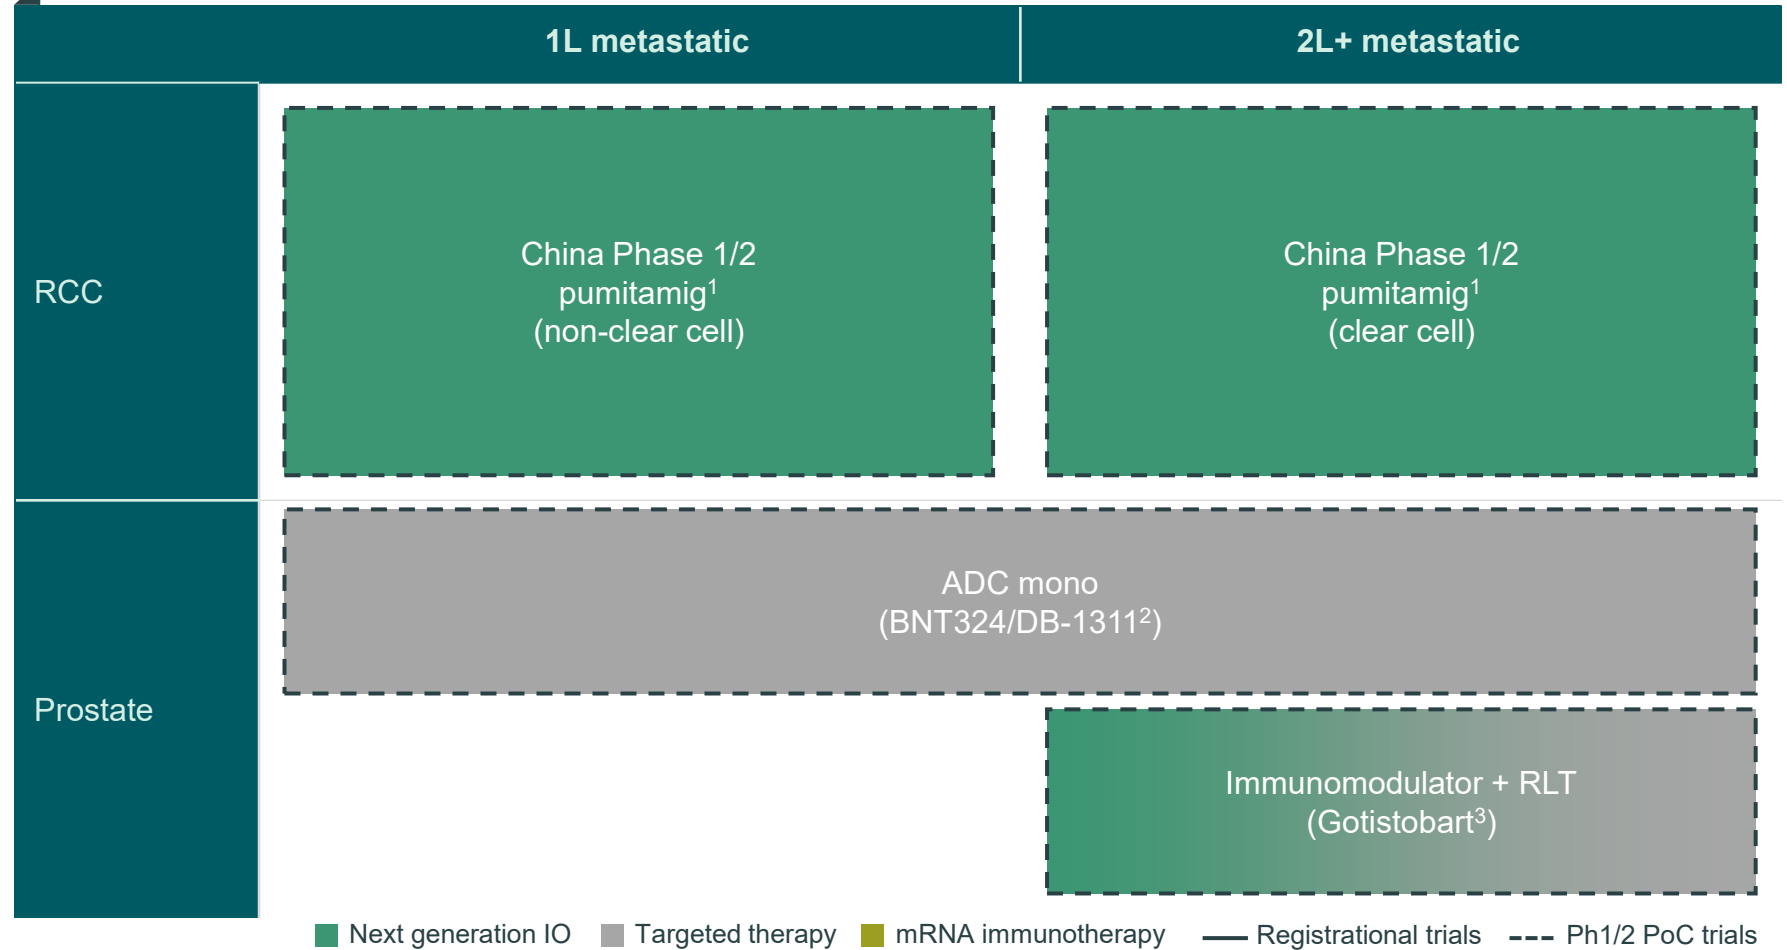 1L metastatic
2L+ metastatic
RCC
China Phase 1/2
pumitamig¹
(non-clear cell)
China Phase 1/2
pumitamig¹
(clear cell)
Prostate
ADC mono
(BNT324/DB-1311²)
Immunomodulator + RLT
(Gotistobart³)
Next generation IO
Targeted therapy
mRNA immunotherapy
Registrational trials
Ph1/2 PoC trials